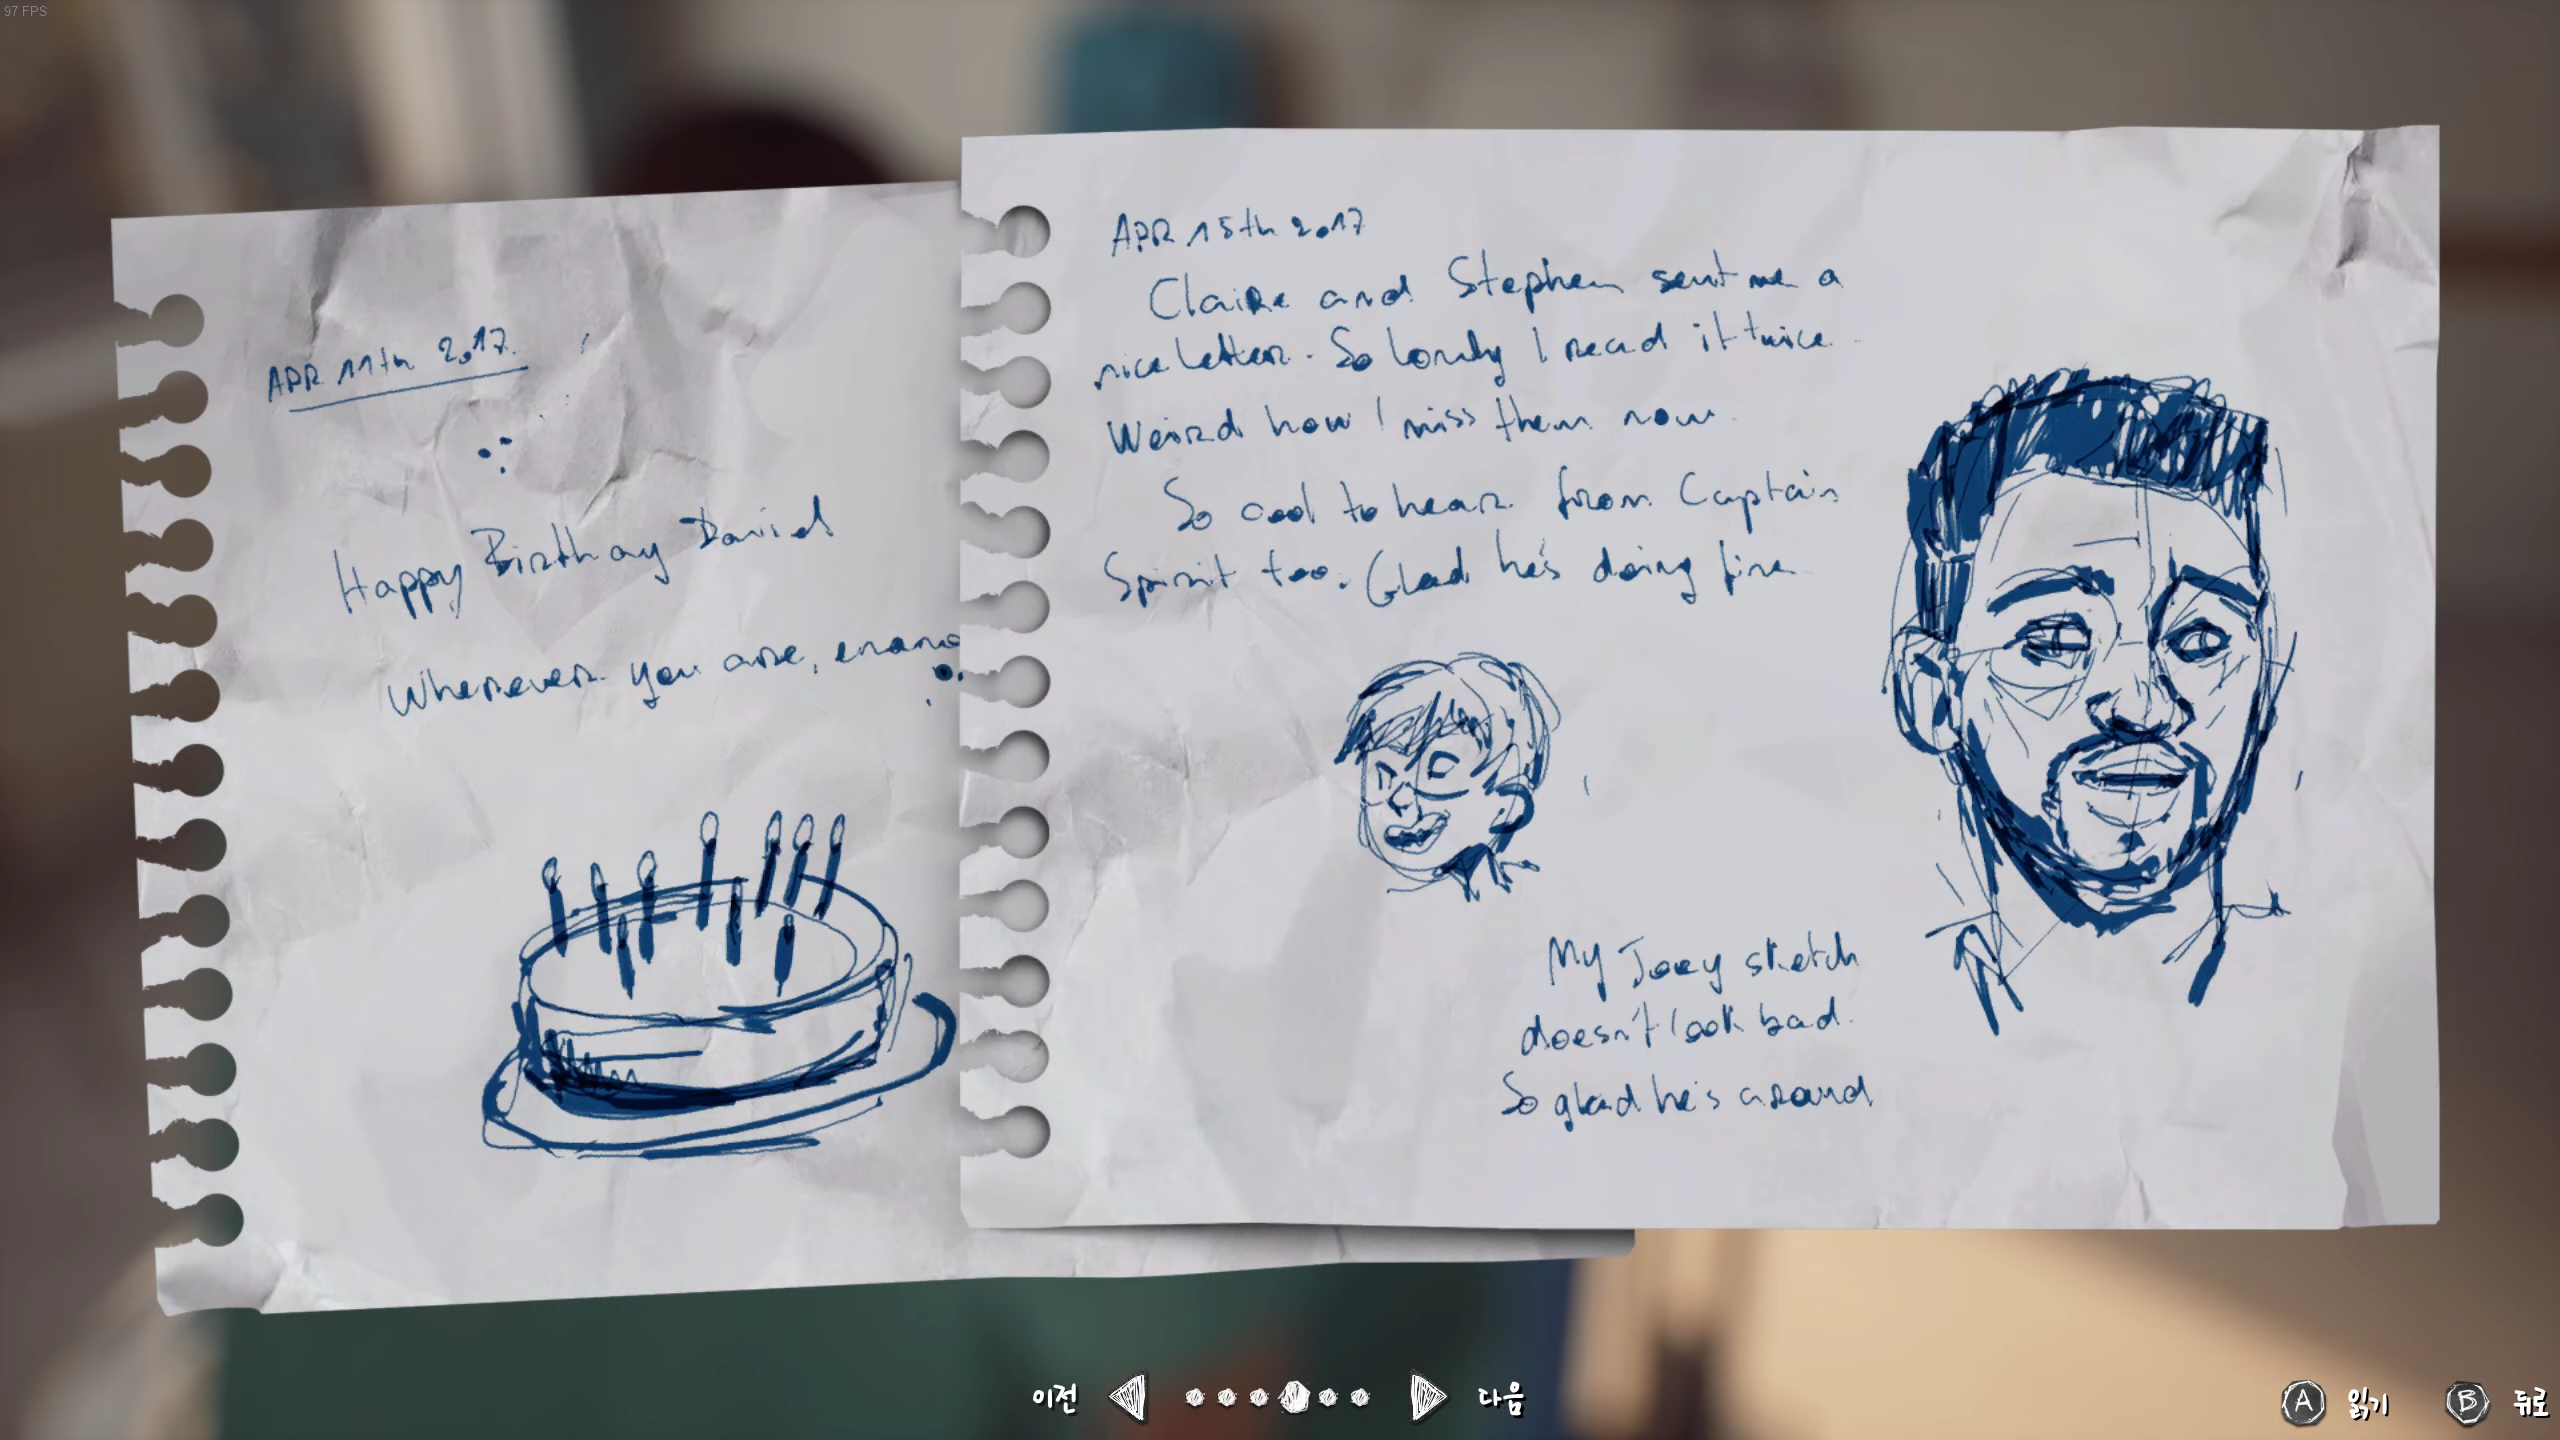 97 FPS
APR 11th 2017
Happy Birthday Daniel
Wherever you are, enano
APR 15th 2017
Claire and Stephen sent me a
nice letter. So lonely I read it twice
Weird how I miss them now.
So cool to hear from Captain
Spirit too. Glad he's doing fine
My Joey sketch
doesn't look bad.
So glad he's around
이전
다음
A 읽기
B 뒤로